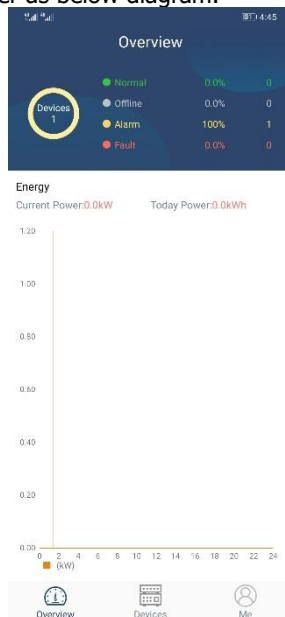 er as below diagram.
4:45
Overview
Devices
1
Normal 0.0% 0
Offline 0.0% 0
Alarm 100% 1
Fault 0.0% 0
Energy
Current Power:0.0kW Today Power:0.0kWh
1.20
1.00
0.80
0.60
0.40
0.20
0.00
0 2 4 6 8 10 12 14 16 18 20 22 24
(kW)
Overview Devices Me